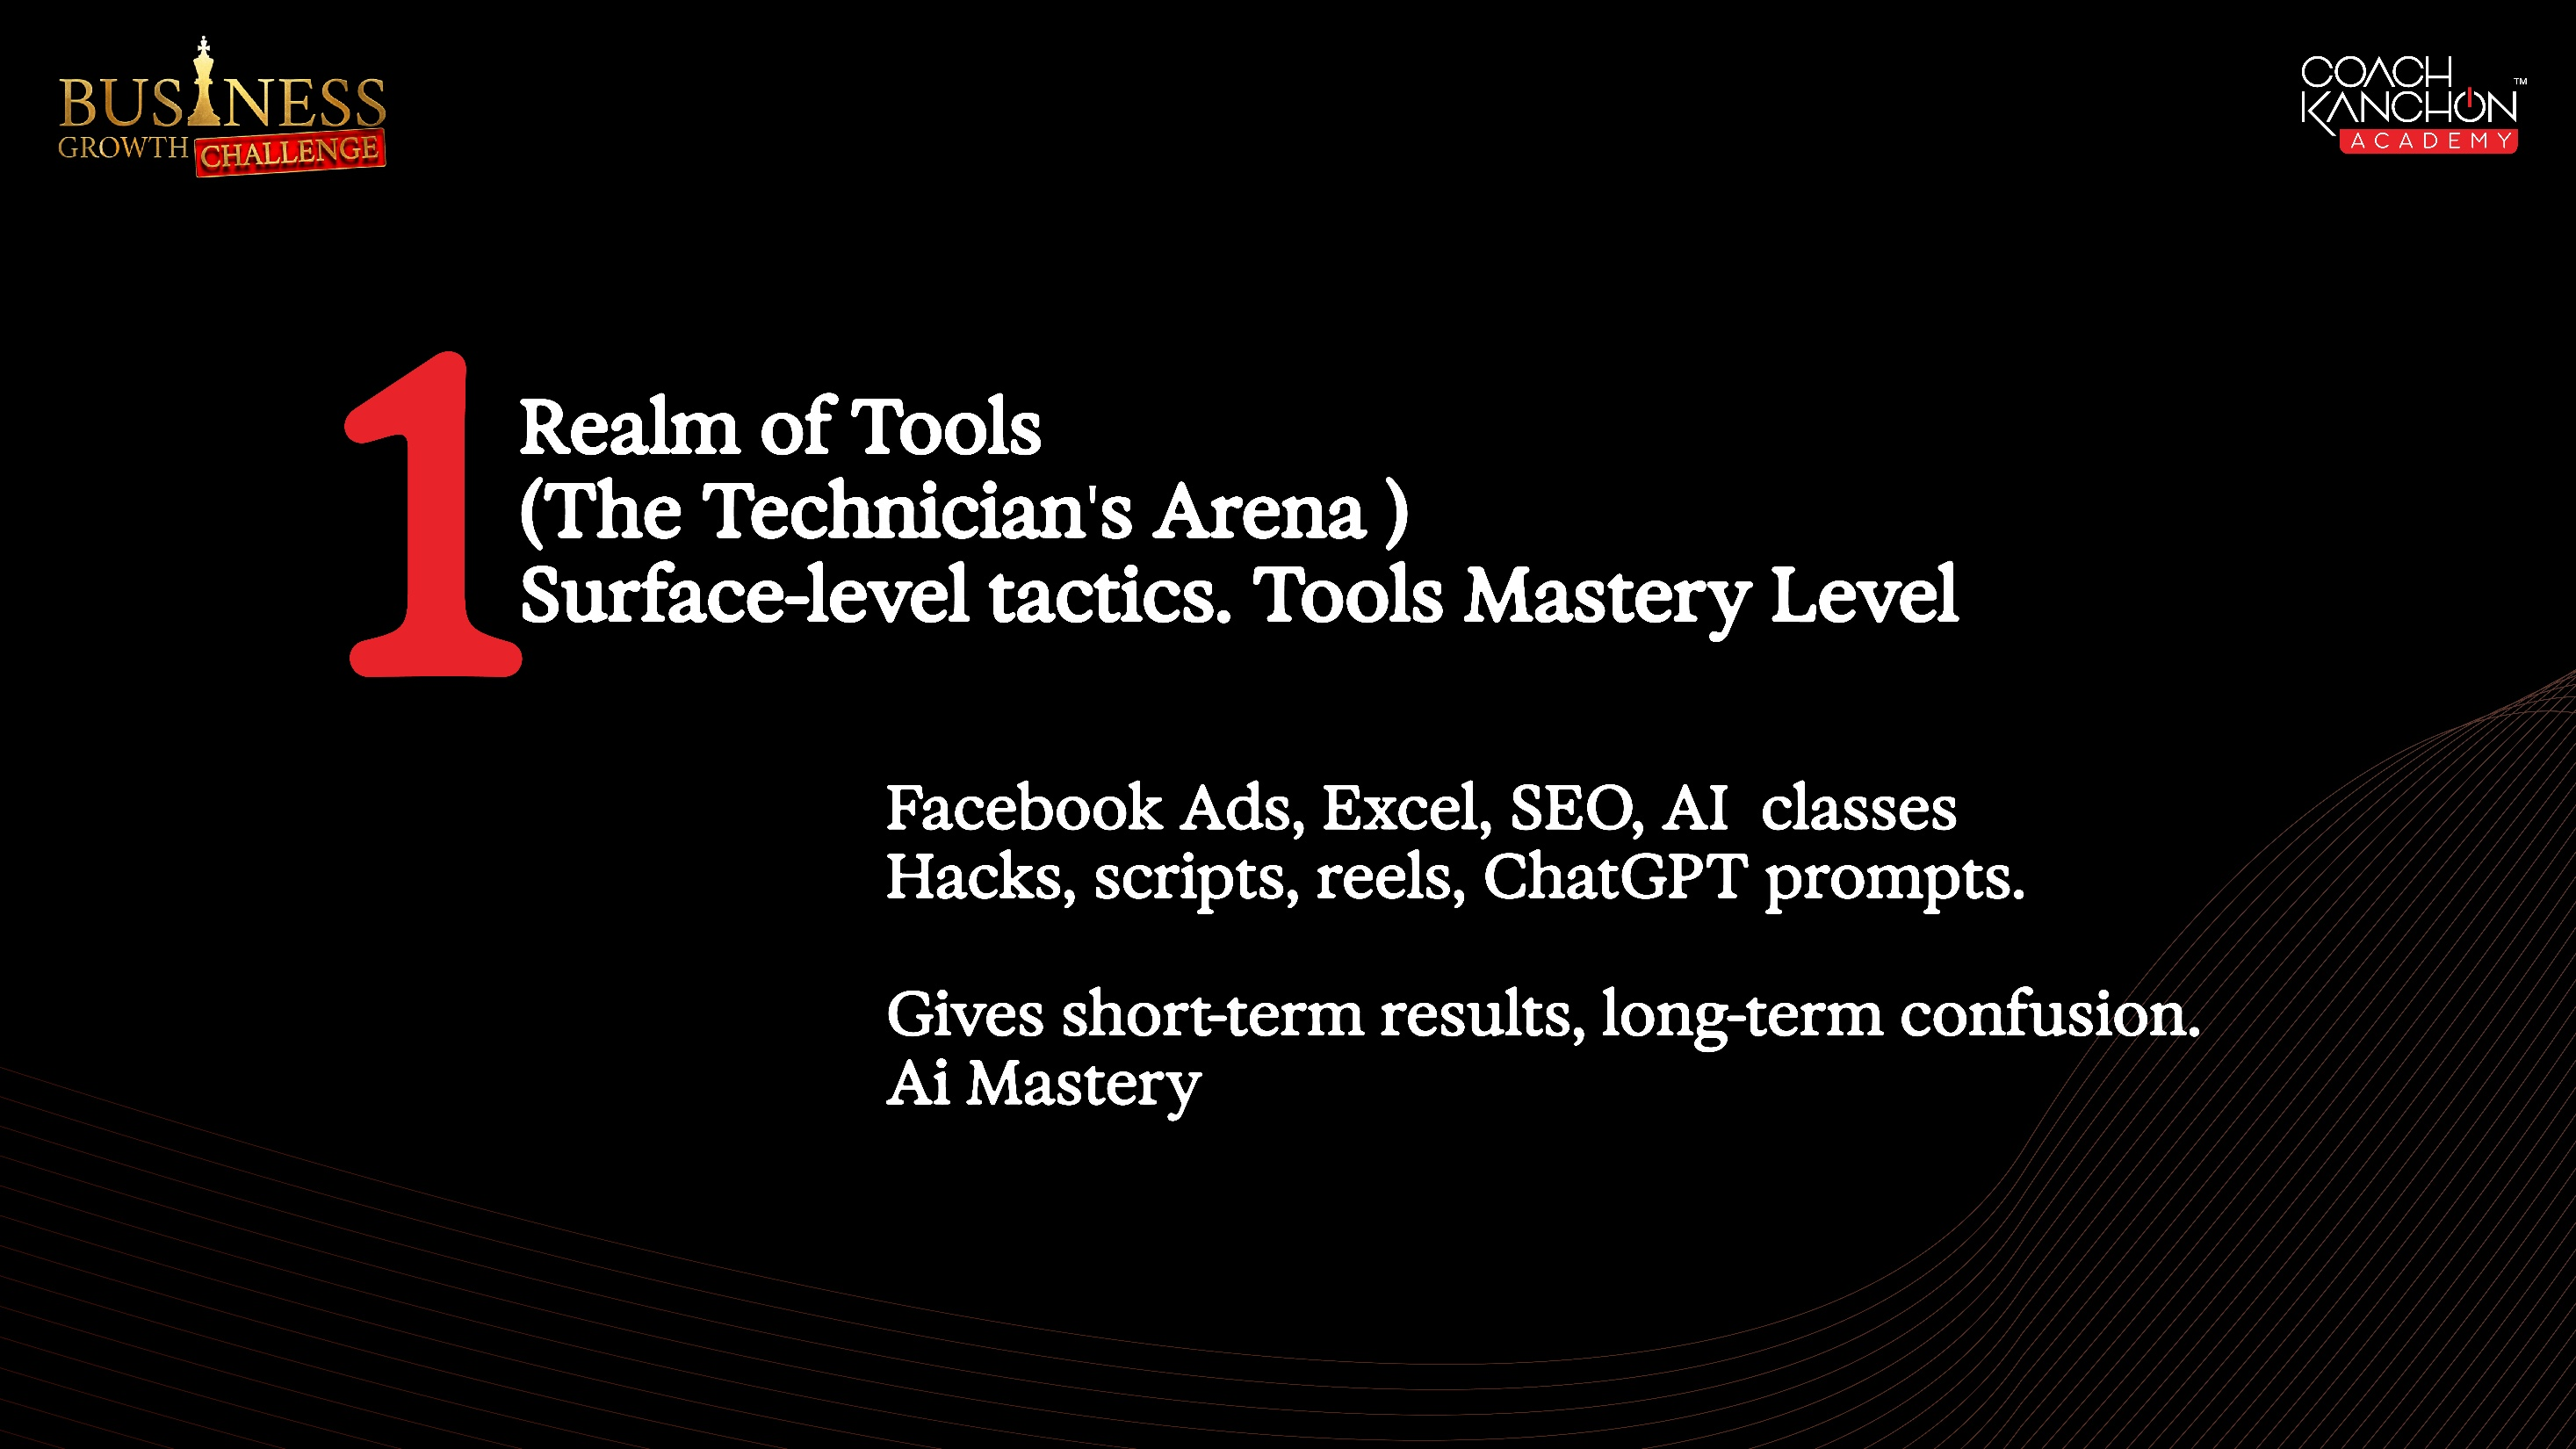 BUSINESS
GROWTH CHALLENGE
COACH
KANCHON™
ACADEMY
1
Realm of Tools
(The Technician's Arena )
Surface-level tactics. Tools Mastery Level
Facebook Ads, Excel, SEO, AI classes
Hacks, scripts, reels, ChatGPT prompts.
Gives short-term results, long-term confusion.
Ai Mastery